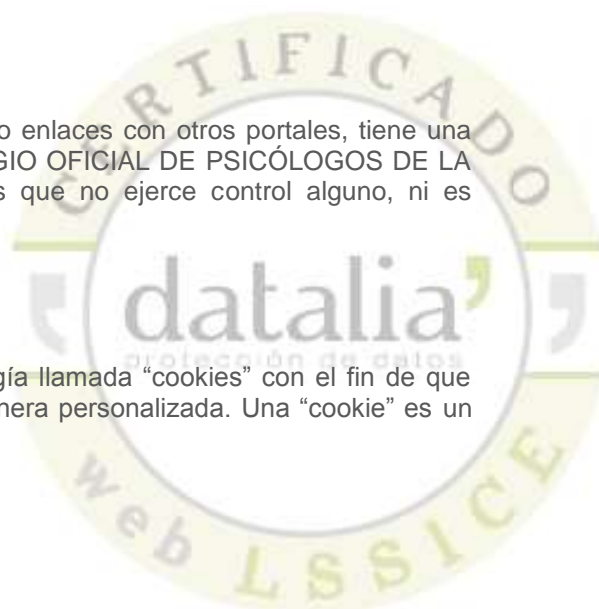 CERTIFICADO
o enlaces con otros portales, tiene una
GIO OFICIAL DE PSICÓLOGOS DE LA
s que no ejerce control alguno, ni es
datalia
protección de datos
gía llamada “cookies” con el fin de que
nera personalizada. Una “cookie” es un
web LSSICE